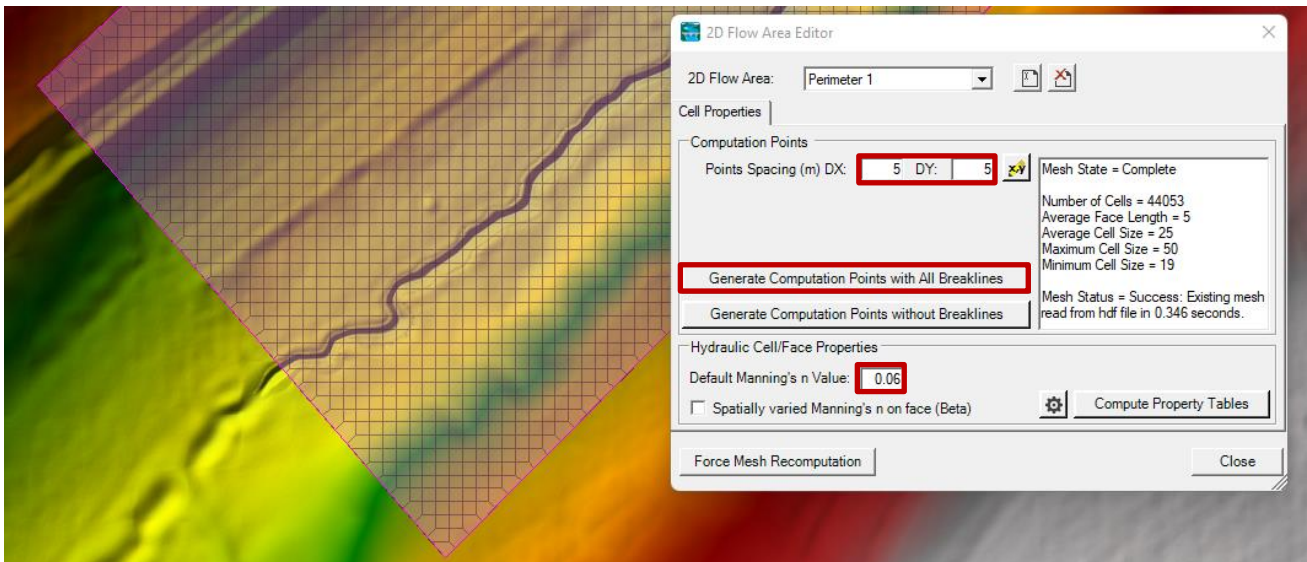 2D Flow Area Editor
2D Flow Area: Perimeter 1
Cell Properties
Computation Points
Points Spacing (m) DX: 5 DY: 5
Mesh State = Complete
Number of Cells = 44053
Average Face Length = 5
Average Cell Size = 25
Maximum Cell Size = 50
Minimum Cell Size = 19
Mesh Status = Success: Existing mesh
read from hdf file in 0.346 seconds.
Generate Computation Points with All Breaklines
Generate Computation Points without Breaklines
Hydraulic Cell/Face Properties
Default Manning's n Value: 0.06
Spatially varied Manning's n on face (Beta)
Compute Property Tables
Force Mesh Recomputation
Close